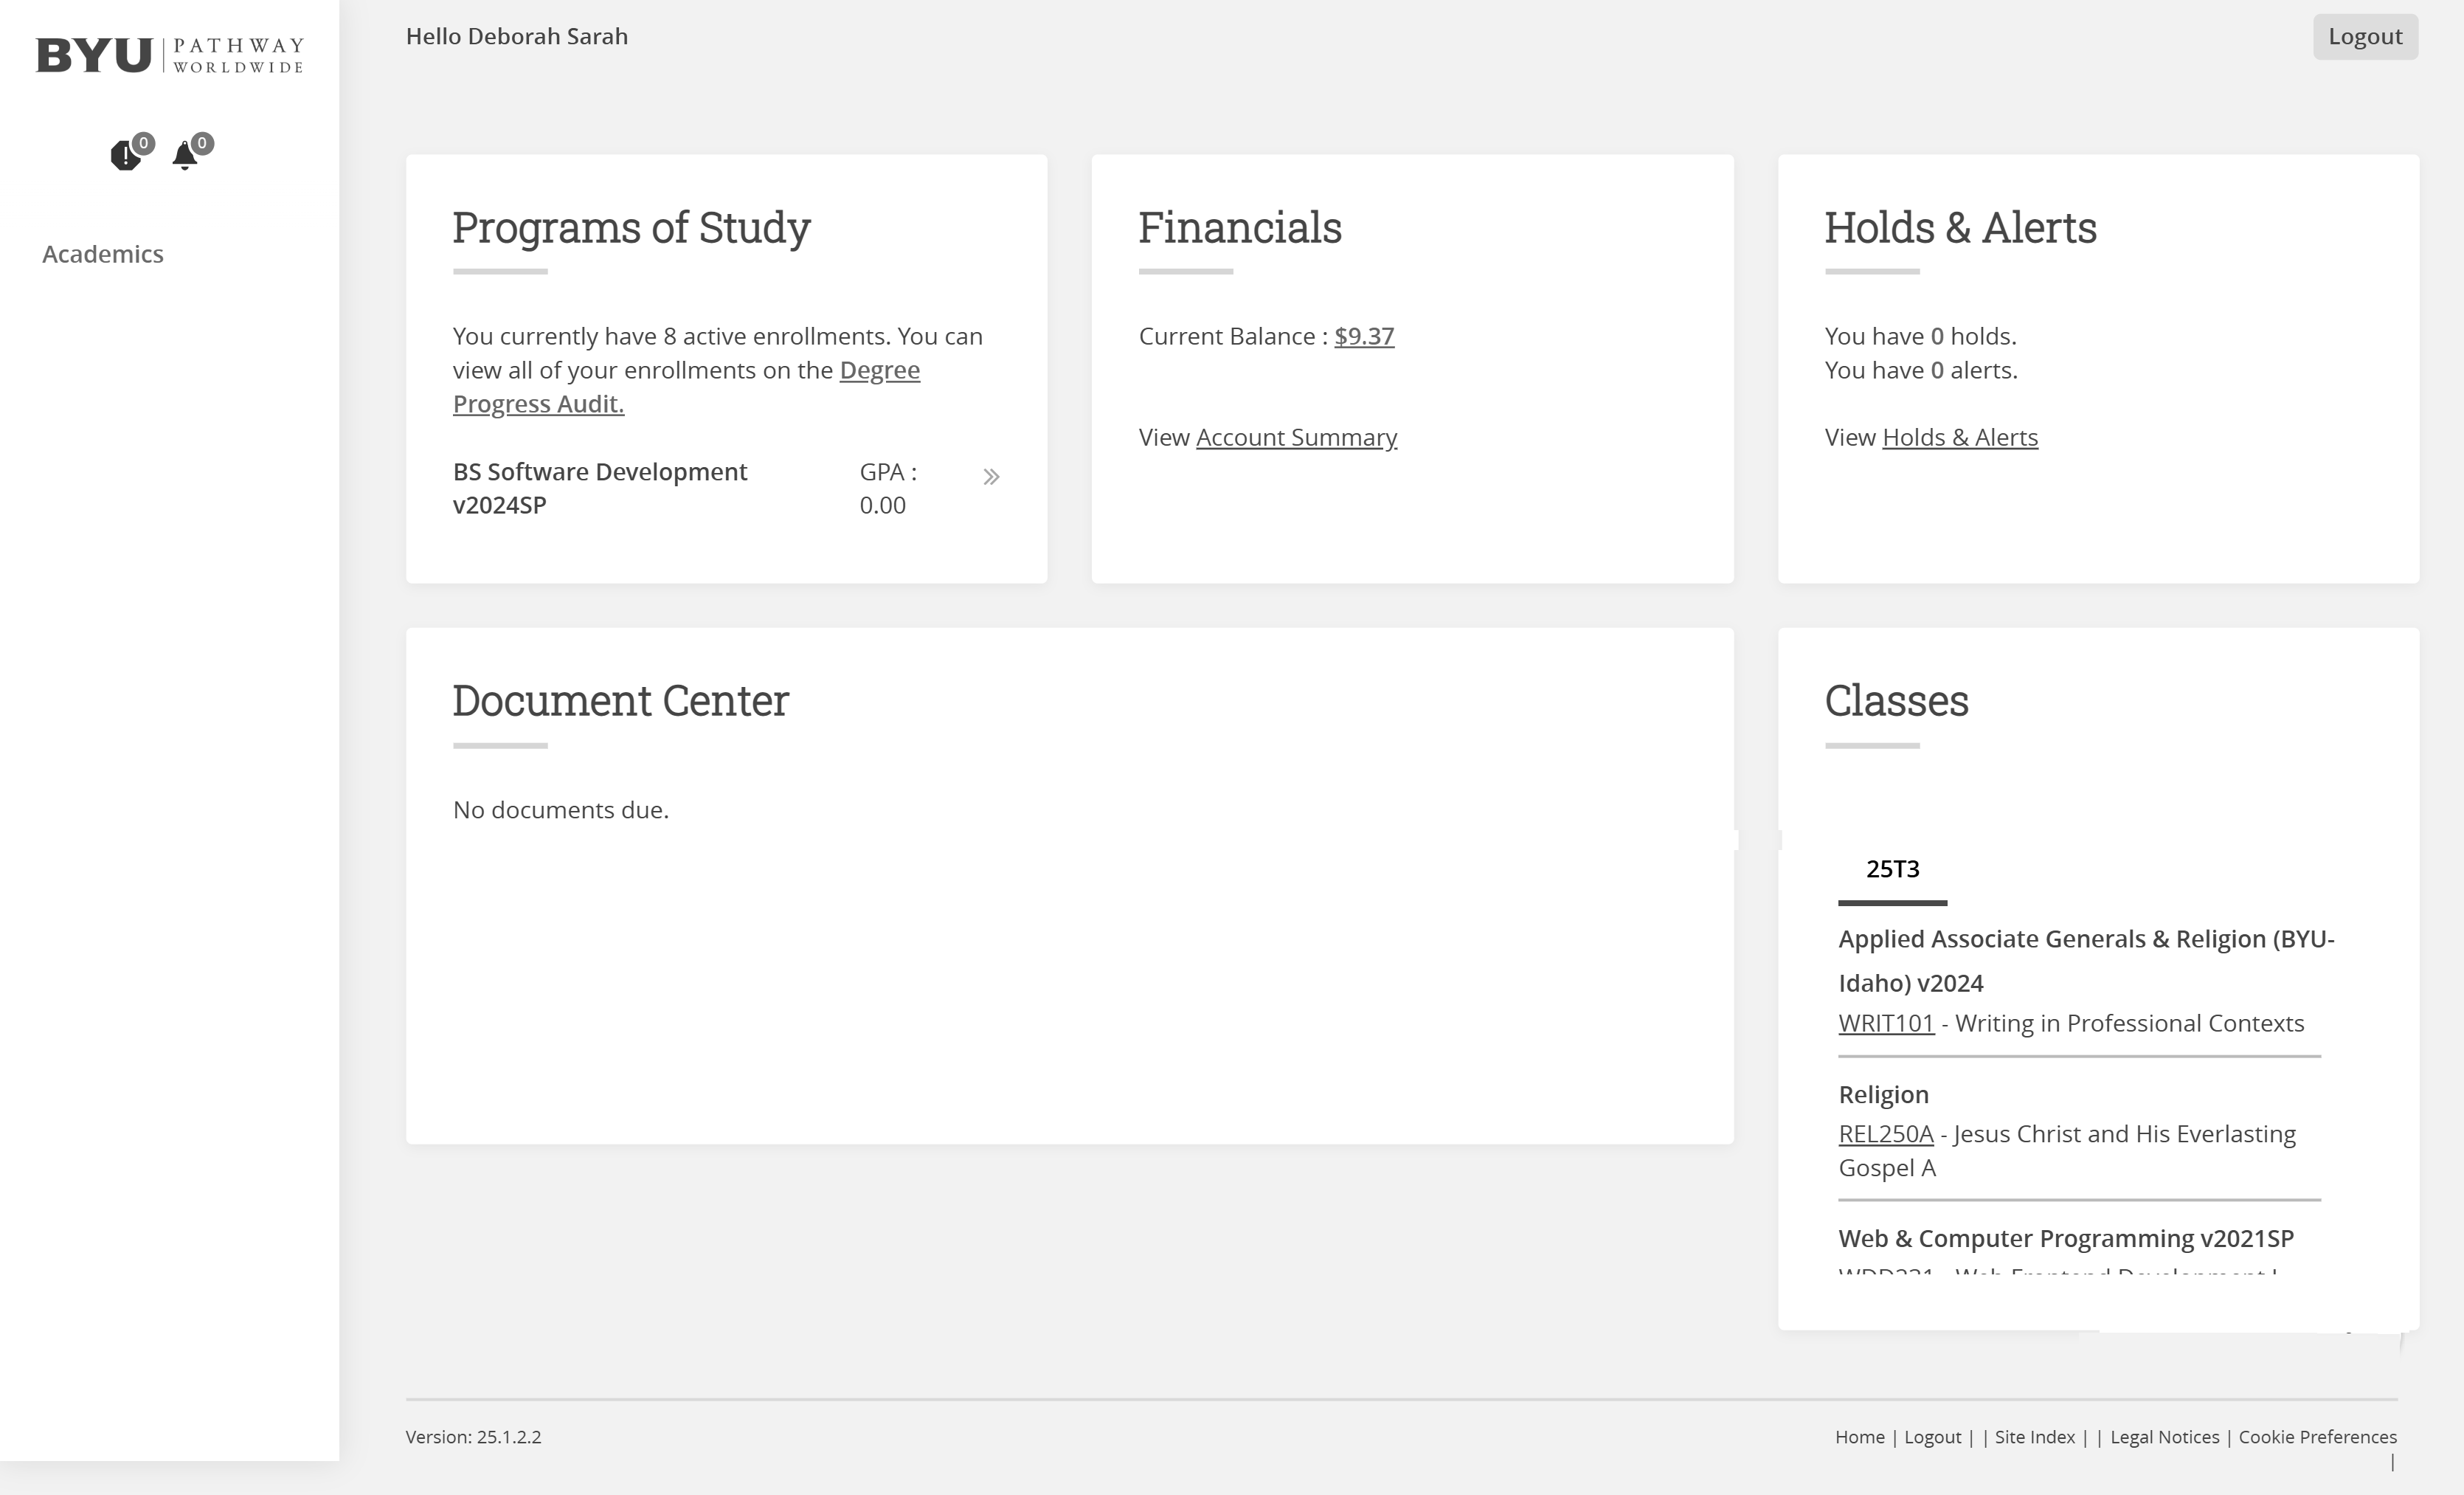 BYU PATHWAY
WORLDWIDE
0 0
Academics
Hello Deborah Sarah
Logout
Programs of Study
You currently have 8 active enrollments. You can
view all of your enrollments on the Degree
Progress Audit.
BS Software Development
v2024SP
GPA :
0.00
Financials
Current Balance : $9.37
View Account Summary
Holds & Alerts
You have 0 holds.
You have 0 alerts.
View Holds & Alerts
Document Center
No documents due.
Classes
25T3
Applied Associate Generals & Religion (BYU-
Idaho) v2024
WRIT101 - Writing in Professional Contexts
Religion
REL250A - Jesus Christ and His Everlasting
Gospel A
Web & Computer Programming v2021SP
Version: 25.1.2.2
Home | Logout | | Site Index | | Legal Notices | Cookie Preferences
|